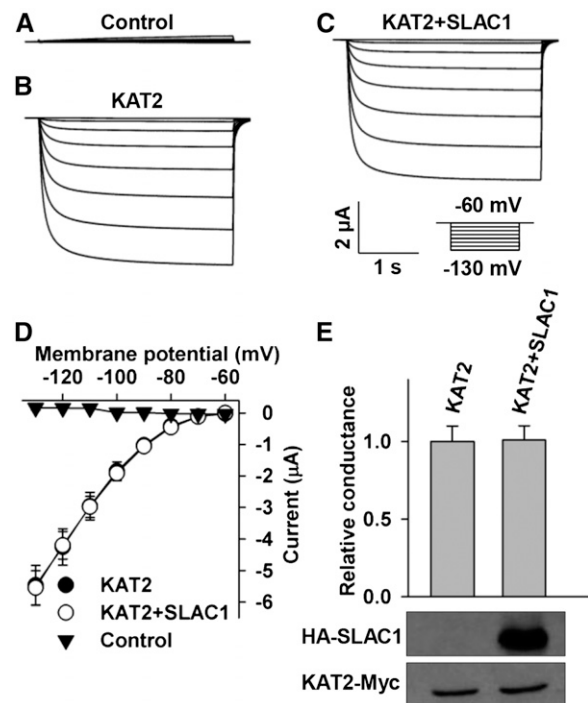 A
Control
B
KAT2
C
KAT2+SLAC1
2 µA
1 s
-60 mV
-130 mV
D
Membrane potential (mV)
-120 -100 -80 -60
0
-1
-2
-3
-4
-5
-6
Current (µA)
KAT2
KAT2+SLAC1
Control
E
KAT2
KAT2+SLAC1
Relative conductance
1.0
0.5
0.0
HA-SLAC1
KAT2-Myc